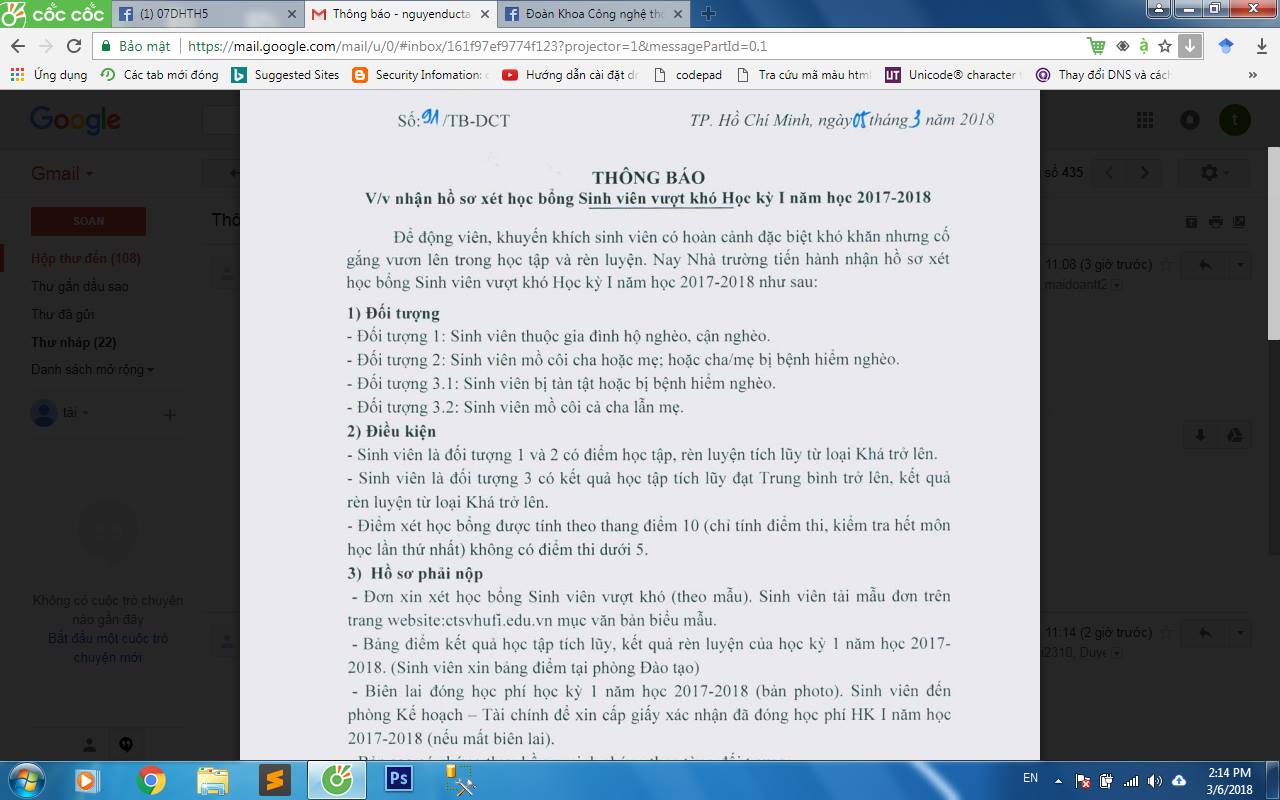 cốc cốc
(1) 07DHTH5
Thông báo - nguyenducta
Đoàn Khoa Công nghệ thô
Bảo mật
https://mail.google.com/mail/u/0/#inbox/161f97ef9774f123?projector=1&messagePartId=0.1
Ứng dụng
Các tab mới đóng
Suggested Sites
Security Infomation: c
Hướng dẫn cài đặt dr
codepad
Tra cứu mã màu html
Unicode® character t
Thay đổi DNS và cách
»
Google
Gmail
SOẠN
Hộp thư đến (108)
Thư gắn dấu sao
Thư đã gửi
Thư nháp (22)
Danh sách mở rộng
tài
Không có cuộc trò chuyện
nào gần đây
Bắt đầu một cuộc trò
chuyện mới
Số: 91 /TB-DCT
TP. Hồ Chí Minh, ngày 05 tháng 3 năm 2018
THÔNG BÁO
V/v nhận hồ sơ xét học bổng Sinh viên vượt khó Học kỳ I năm học 2017-2018
Để động viên, khuyến khích sinh viên có hoàn cảnh đặc biệt khó khăn nhưng cố
gắng vươn lên trong học tập và rèn luyện. Nay Nhà trường tiến hành nhận hồ sơ xét
học bổng Sinh viên vượt khó Học kỳ I năm học 2017-2018 như sau:
1) Đối tượng
- Đối tượng 1: Sinh viên thuộc gia đình hộ nghèo, cận nghèo.
- Đối tượng 2: Sinh viên mồ côi cha hoặc mẹ; hoặc cha/mẹ bị bệnh hiểm nghèo.
- Đối tượng 3.1: Sinh viên bị tàn tật hoặc bị bệnh hiểm nghèo.
- Đối tượng 3.2: Sinh viên mồ côi cả cha lẫn mẹ.
2) Điều kiện
- Sinh viên là đối tượng 1 và 2 có điểm học tập, rèn luyện tích lũy từ loại Khá trở lên.
- Sinh viên là đối tượng 3 có kết quả học tập tích lũy đạt Trung bình trở lên, kết quả
rèn luyện từ loại Khá trở lên.
- Điểm xét học bổng được tính theo thang điểm 10 (chỉ tính điểm thi, kiểm tra hết môn
học lần thứ nhất) không có điểm thi dưới 5.
3) Hồ sơ phải nộp
- Đơn xin xét học bổng Sinh viên vượt khó (theo mẫu). Sinh viên tải mẫu đơn trên
trang website:ctsvhufi.edu.vn mục văn bản biểu mẫu.
- Bảng điểm kết quả học tập tích lũy, kết quả rèn luyện của học kỳ 1 năm học 2017-
2018. (Sinh viên xin bảng điểm tại phòng Đào tạo)
- Biên lai đóng học phí học kỳ 1 năm học 2017-2018 (bản photo). Sinh viên đến
phòng Kế hoạch – Tài chính để xin cấp giấy xác nhận đã đóng học phí HK I năm học
2017-2018 (nếu mất biên lai).
t
số 435
11:08 (3 giờ trước)
maidoantt2
11:14 (2 giờ trước)
2310, Duye
EN
2:14 PM
3/6/2018